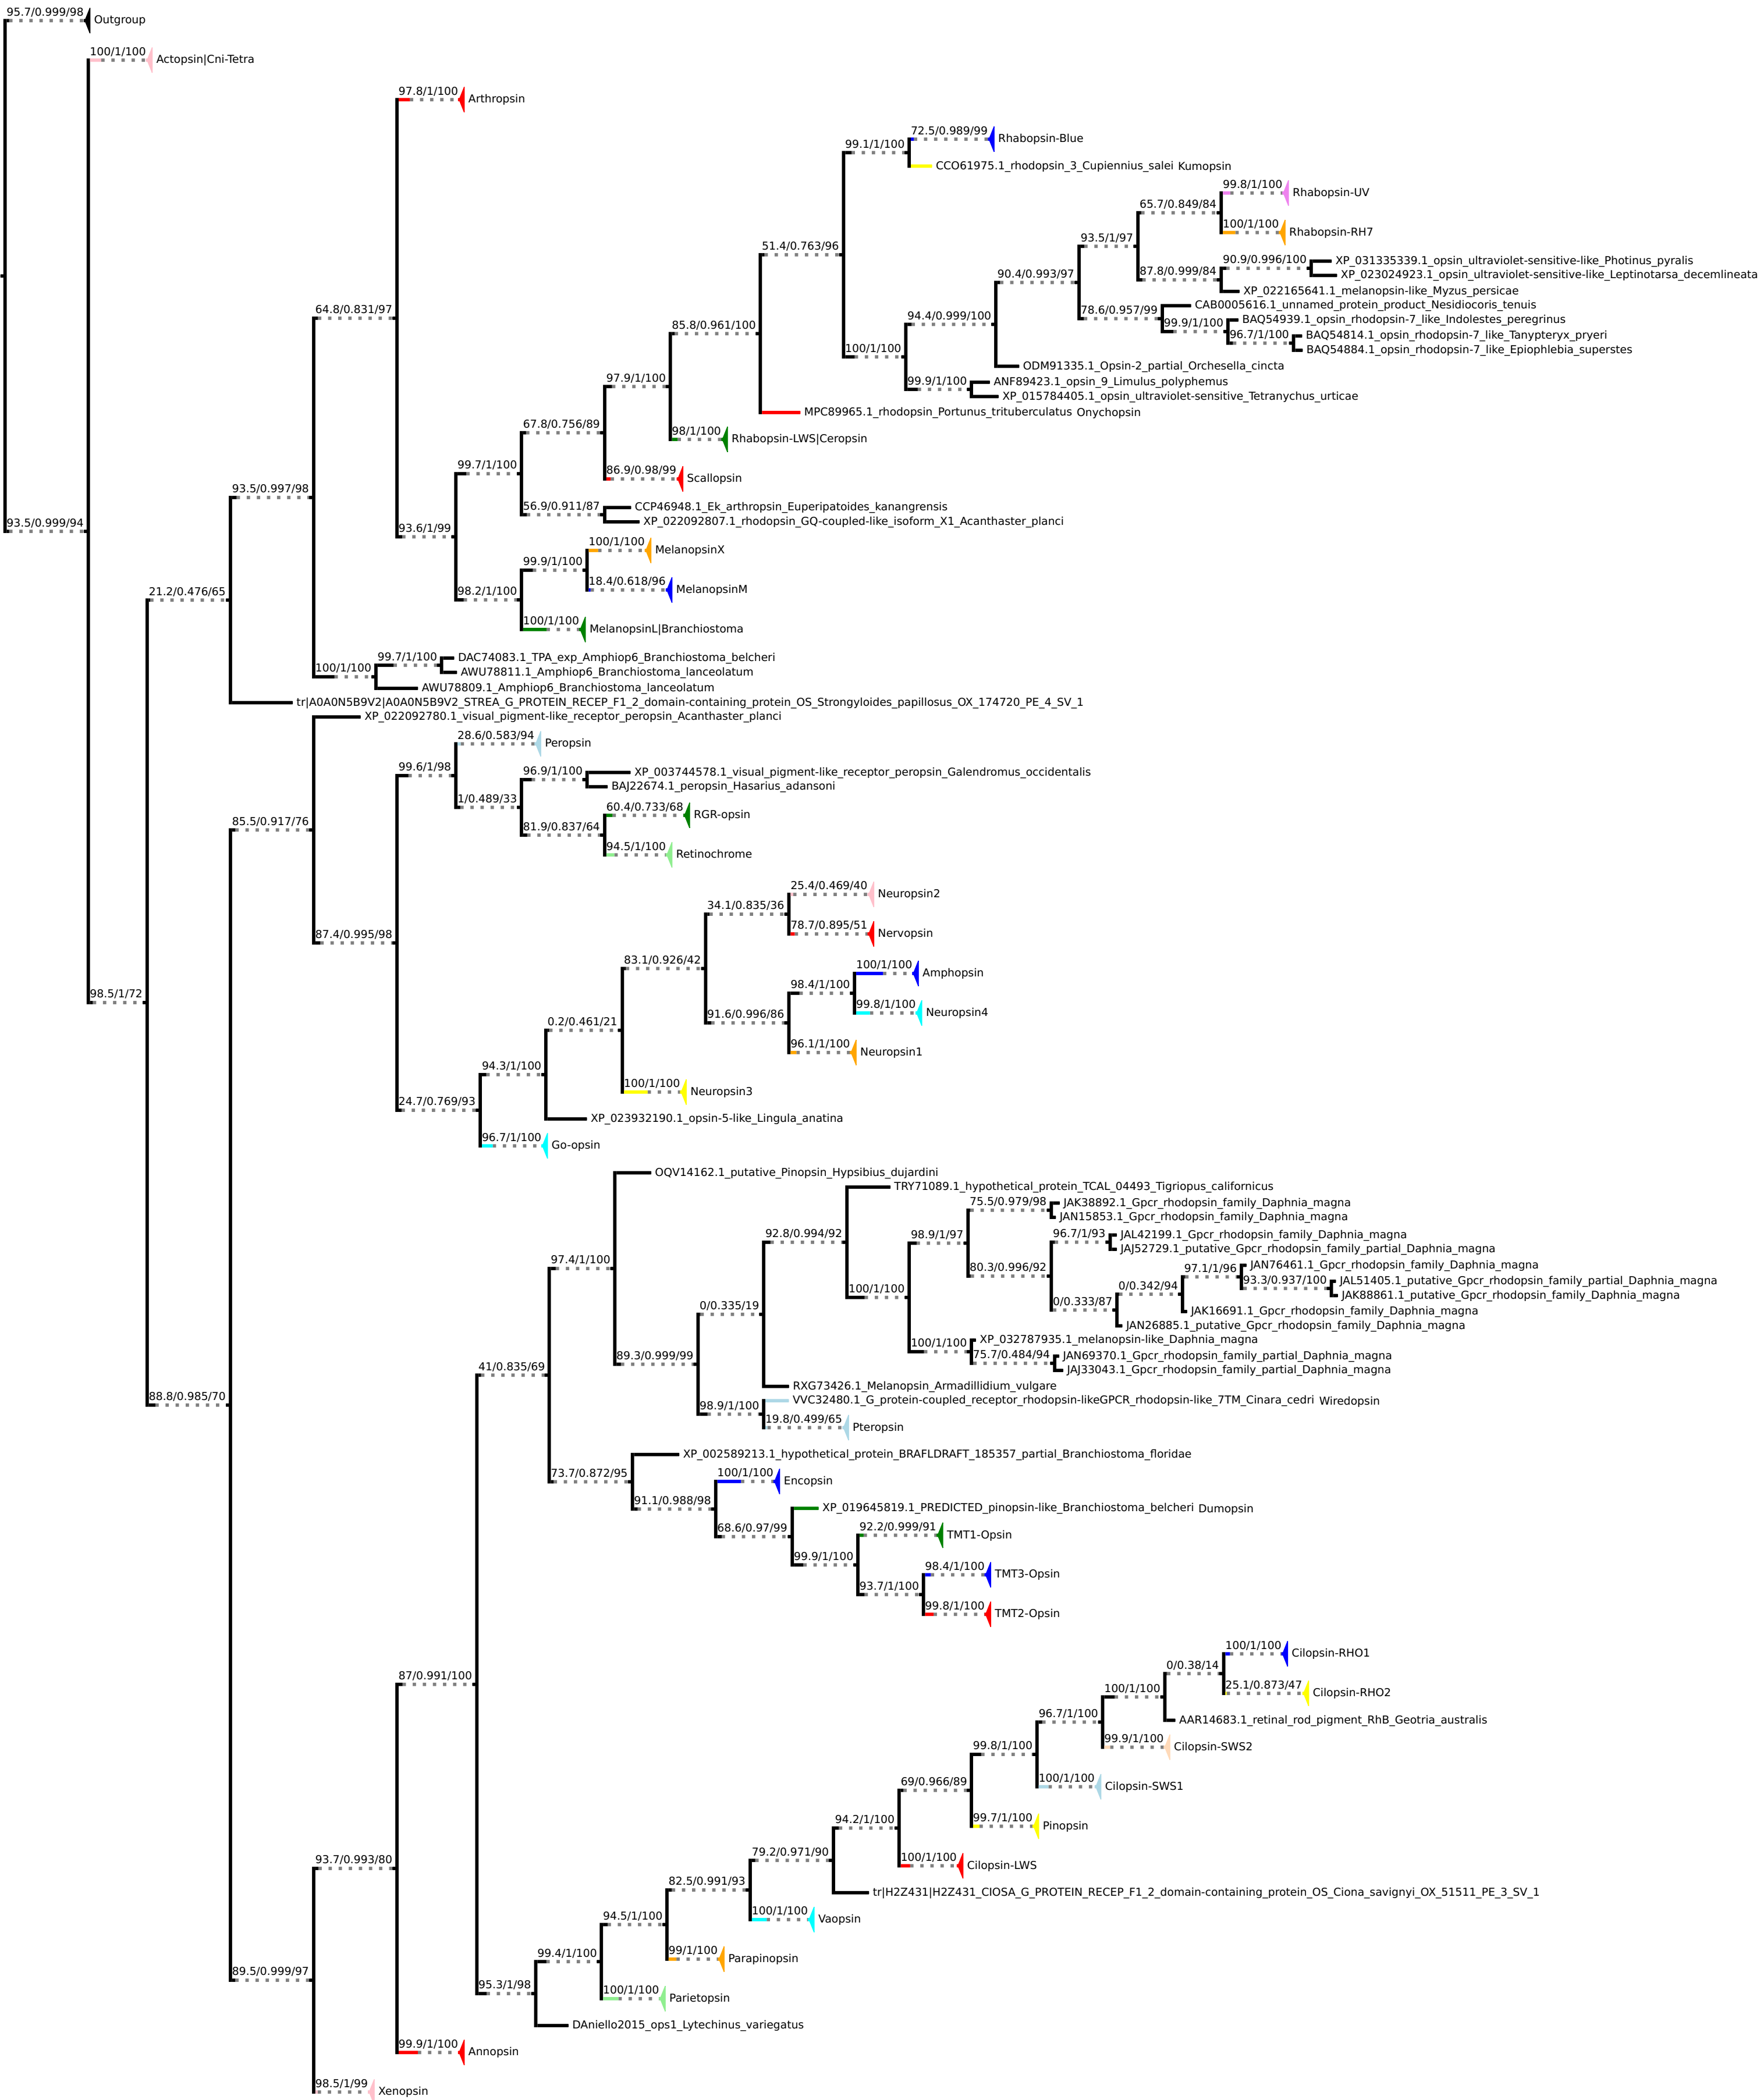 95.7/0.999/98
Outgroup
100/1/100
Actopsin|Cni-Tetra
97.8/1/100
Arthropsin
72.5/0.989/99
Rhabopsin-Blue
99.1/1/100
CCO61975.1_rhodopsin_3_Cupiennius_salei Kumopsin
99.8/1/100
Rhabopsin-UV
65.7/0.849/84
100/1/100
Rhabopsin-RH7
93.5/1/97
51.4/0.763/96
90.9/0.996/100
XP_031335339.1_opsin_ultraviolet-sensitive-like_Photinus_pyralis
87.8/0.999/84
XP_023024923.1_opsin_ultraviolet-sensitive-like_Leptinotarsa_decemlineata
90.4/0.993/97
XP_022165641.1_melanopsin-like_Myzus_persicae
CAB0005616.1_unnamed_protein_product_Nesidiocoris_tenuis
78.6/0.957/99
64.8/0.831/97
94.4/0.999/100
BAQ54939.1_opsin_rhodopsin-7_like_Indolestes_peregrinus
99.9/1/100
85.8/0.961/100
96.7/1/100
BAQ54814.1_opsin_rhodopsin-7_like_Tanypteryx_pryeri
100/1/100
BAQ54884.1_opsin_rhodopsin-7_like_Epiophlebia_superstes
ODM91335.1_Opsin-2_partial_Orchesella_cincta
97.9/1/100
99.9/1/100
ANF89423.1_opsin_9_Limulus_polyphemus
XP_015784405.1_opsin_ultraviolet-sensitive_Tetranychus_urticae
MPC89965.1_rhodopsin_Portunus_trituberculatus Onychopsin
67.8/0.756/89
98/1/100
Rhabopsin-LWS|Ceropsin
99.7/1/100
86.9/0.98/99
Scallopsin
93.5/0.997/98
56.9/0.911/87
CCP46948.1_Ek_arthropsin_Euperipatoides_kanangrensis
93.5/0.999/94
93.6/1/99
XP_022092807.1_rhodopsin_GQ-coupled-like_isoform_X1_Acanthaster_planci
100/1/100
MelanopsinX
99.9/1/100
18.4/0.618/96
MelanopsinM
21.2/0.476/65
98.2/1/100
100/1/100
MelanopsinL|Branchiostoma
99.7/1/100
DAC74083.1_TPA_exp_Amphiop6_Branchiostoma_belcheri
100/1/100
AWU78811.1_Amphiop6_Branchiostoma_lanceolatum
AWU78809.1_Amphiop6_Branchiostoma_lanceolatum
tr|A0A0N5B9V2|A0A0N5B9V2_STREA_G_PROTEIN_RECEP_F1_2_domain-containing_protein_OS_Strongyloides_papillosus_OX_174720_PE_4_SV_1
XP_022092780.1_visual_pigment-like_receptor_peropsin_Acanthaster_planci
28.6/0.583/94
Peropsin
99.6/1/98
96.9/1/100
XP_003744578.1_visual_pigment-like_receptor_peropsin_Galendromus_occidentalis
1/0.489/33
BAJ22674.1_peropsin_Hasarius_adansoni
85.5/0.917/76
60.4/0.733/68
RGR-opsin
81.9/0.837/64
94.5/1/100
Retinochrome
25.4/0.469/40
Neuropsin2
34.1/0.835/36
87.4/0.995/98
78.7/0.895/51
Nervopsin
83.1/0.926/42
100/1/100
Amphopsin
98.4/1/100
98.5/1/72
99.8/1/100
Neuropsin4
0.2/0.461/21
91.6/0.996/86
96.1/1/100
Neuropsin1
94.3/1/100
100/1/100
Neuropsin3
24.7/0.769/93
XP_023932190.1_opsin-5-like_Lingula_anatina
96.7/1/100
Go-opsin
OQV14162.1_putative_Pinopsin_Hypsibius_dujardini
TRY71089.1_hypothetical_protein_TCAL_04493_Tigriopus_californicus
75.5/0.979/98
JAK38892.1_Gpcr_rhodopsin_family_Daphnia_magna
JAN15853.1_Gpcr_rhodopsin_family_Daphnia_magna
92.8/0.994/92
98.9/1/97
96.7/1/93
JAL42199.1_Gpcr_rhodopsin_family_Daphnia_magna
97.4/1/100
JAJ52729.1_putative_Gpcr_rhodopsin_family_partial_Daphnia_magna
80.3/0.996/92
97.1/1/96
JAN76461.1_Gpcr_rhodopsin_family_Daphnia_magna
93.3/0.937/100
JAL51405.1_putative_Gpcr_rhodopsin_family_partial_Daphnia_magna
100/1/100
0/0.342/94
JAK88861.1_putative_Gpcr_rhodopsin_family_Daphnia_magna
0/0.335/19
0/0.333/87
JAK16691.1_Gpcr_rhodopsin_family_Daphnia_magna
JAN26885.1_putative_Gpcr_rhodopsin_family_Daphnia_magna
100/1/100
XP_032787935.1_melanopsin-like_Daphnia_magna
89.3/0.999/99
75.7/0.484/94
JAN69370.1_Gpcr_rhodopsin_family_partial_Daphnia_magna
41/0.835/69
JAJ33043.1_Gpcr_rhodopsin_family_partial_Daphnia_magna
RXG73426.1_Melanopsin_Armadillidium_vulgare
88.8/0.985/70
98.9/1/100
VVC32480.1_G_protein-coupled_receptor_rhodopsin-likeGPCR_rhodopsin-like_7TM_Cinara_cedri Wiredopsin
19.8/0.499/65
Pteropsin
XP_002589213.1_hypothetical_protein_BRAFLDRAFT_185357_partial_Branchiostoma_floridae
73.7/0.872/95
100/1/100
Encopsin
91.1/0.988/98
XP_019645819.1_PREDICTED_pinopsin-like_Branchiostoma_belcheri Dumopsin
68.6/0.97/99
92.2/0.999/91
TMT1-Opsin
99.9/1/100
98.4/1/100
TMT3-Opsin
93.7/1/100
99.8/1/100
TMT2-Opsin
100/1/100
Cilopsin-RHO1
87/0.991/100
0/0.38/14
25.1/0.873/47
Cilopsin-RHO2
100/1/100
96.7/1/100
AAR14683.1_retinal_rod_pigment_RhB_Geotria_australis
99.9/1/100
Cilopsin-SWS2
99.8/1/100
100/1/100
Cilopsin-SWS1
69/0.966/89
94.2/1/100
99.7/1/100
Pinopsin
93.7/0.993/80
79.2/0.971/90
100/1/100
Cilopsin-LWS
82.5/0.991/93
tr|H2Z431|H2Z431_CIOSA_G_PROTEIN_RECEP_F1_2_domain-containing_protein_OS_Ciona_savignyi_OX_51511_PE_3_SV_1
94.5/1/100
100/1/100
Vaopsin
99.4/1/100
99/1/100
Parapinopsin
89.5/0.999/97
95.3/1/98
100/1/100
Parietopsin
DAniello2015_ops1_Lytechinus_variegatus
99.9/1/100
Annopsin
98.5/1/99
Xenopsin